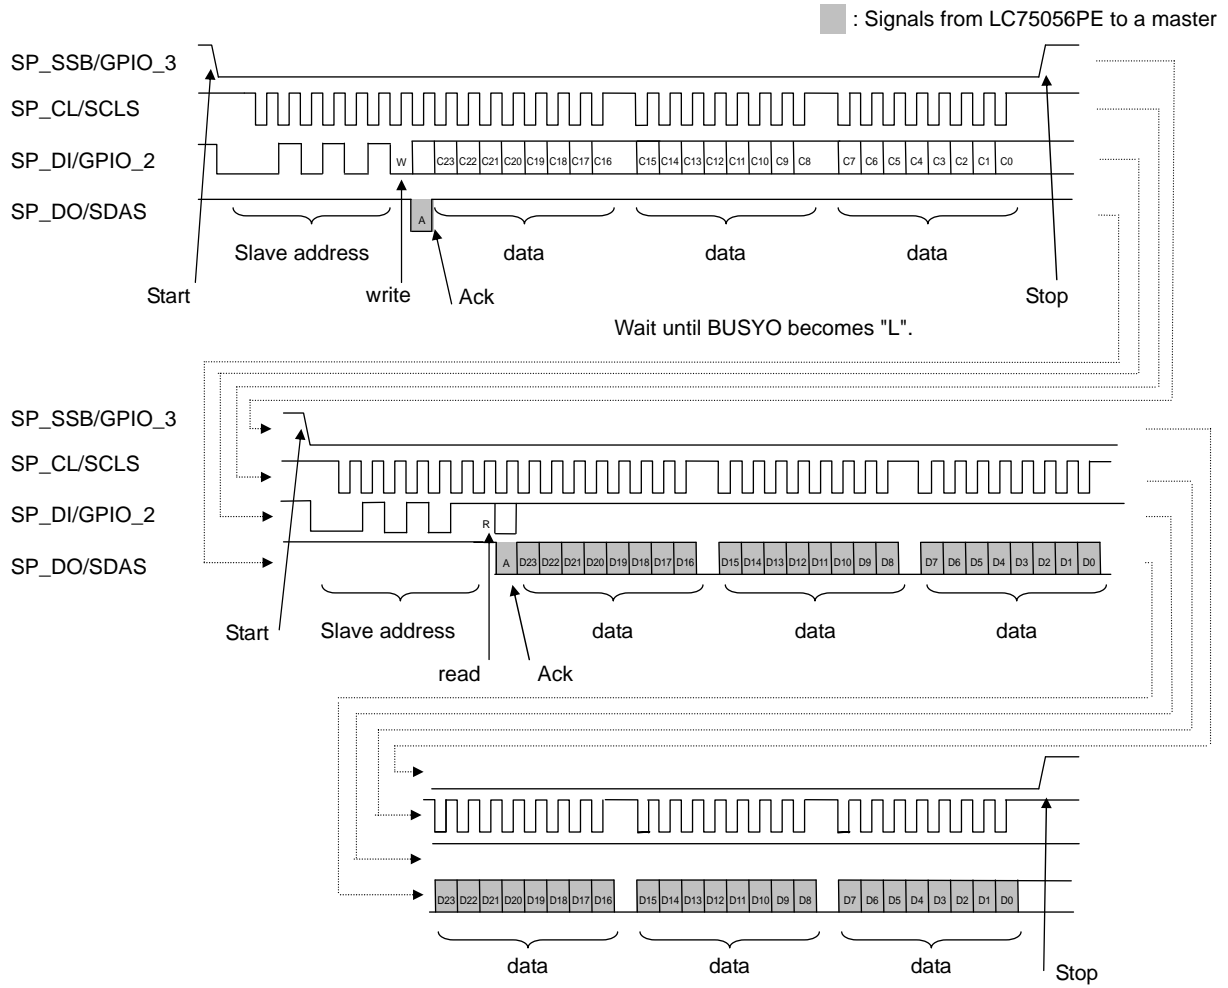 : Signals from LC75056PE to a master
SP_SSB/GPIO_3
SP_CL/SCLS
SP_DI/GPIO_2
W C23 C22 C21 C20 C19 C18 C17 C16 C15 C14 C13 C12 C11 C10 C9 C8 C7 C6 C5 C4 C3 C2 C1 C0
SP_DO/SDAS
A
Slave address data data data
Start write Ack Stop
Wait until BUSYO becomes "L".
SP_SSB/GPIO_3
SP_CL/SCLS
SP_DI/GPIO_2
R
SP_DO/SDAS
A D23 D22 D21 D20 D19 D18 D17 D16 D15 D14 D13 D12 D11 D10 D9 D8 D7 D6 D5 D4 D3 D2 D1 D0
Start Slave address data data data
read Ack
D23 D22 D21 D20 D19 D18 D17 D16 D15 D14 D13 D12 D11 D10 D9 D8 D7 D6 D5 D4 D3 D2 D1 D0
data data data
Stop